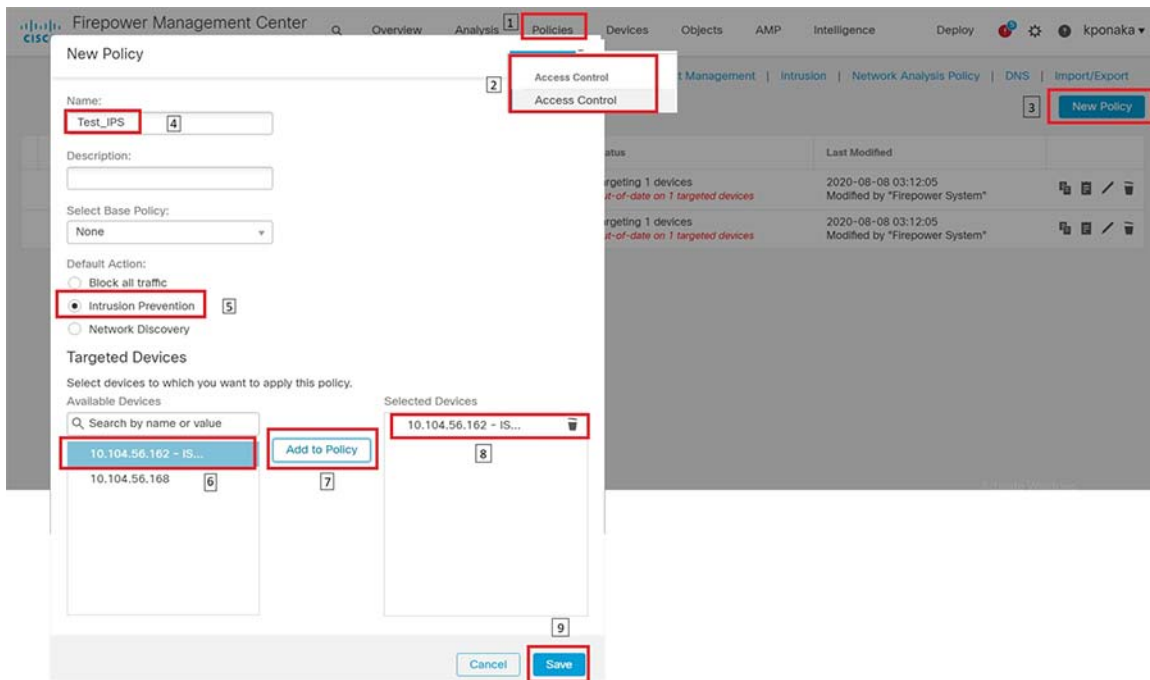 CISC
Firepower Management Center
Overview
Analysis
1
Policies
Devices
Objects
AMP
Intelligence
Deploy
kponaka
New Policy
2
Access Control
Access Control
t Management | Intrusion | Network Analysis Policy | DNS | Import/Export
3
New Policy
Name:
Test_IPS
4
Description:
Select Base Policy:
None
Default Action:
Block all traffic
Intrusion Prevention
5
Network Discovery
atus
Last Modified
rgeting 1 devices
ut-of-date on 1 targeted devices
2020-08-08 03:12:05
Modified by "Firepower System"
rgeting 1 devices
ut-of-date on 1 targeted devices
2020-08-08 03:12:05
Modified by "Firepower System"
Targeted Devices
Select devices to which you want to apply this policy.
Available Devices
Selected Devices
Search by name or value
10.104.56.162 - IS...
10.104.56.168
6
Add to Policy
7
10.104.56.162 - IS...
8
9
Cancel
Save